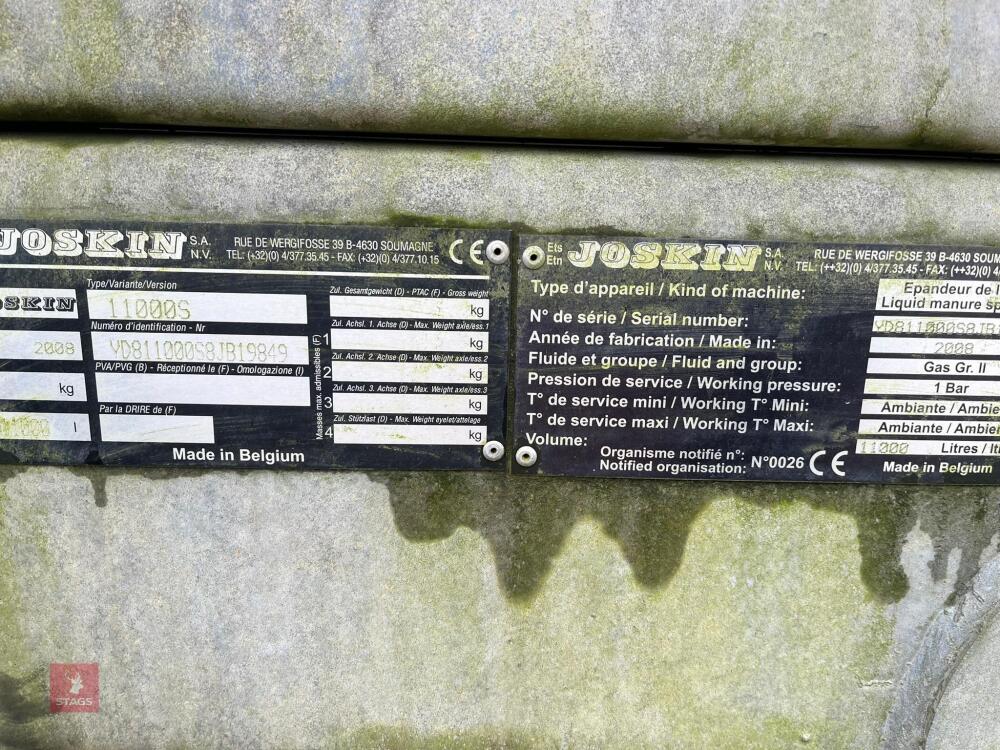 JOSKIN S.A. N.V.
RUE DE WERGIFOSSE 39 B-4630 SOUMAGNE
TEL: (+32)(0) 4/377.35.45 - FAX: (+32)(0) 4/377.10.15
CE
Type/Variante/Version
11000S
2008
Numéro d'identification - Nr
YD811000S8JB19849
PVA/PVG (B) - Réceptionné le (F) - Omologazione (I)
kg
Par la DRIRE de (F)
l
Made in Belgium
Masses max. admissibles (F)
Zul. Gesamtgewicht (D) - PTAC (F) - Gross weight
kg
Zul. Achsl. 1. Achse (D) - Max. Weight axle/ess.1
1 kg
Zul. Achsl. 2. Achse (D) - Max. Weight axle/ess.2
2 kg
Zul. Achsl. 3. Achse (D) - Max. Weight axle/ess.3
3 kg
Zul. Stützlast (D) - Max. Weight eyelet/attelage
4 kg
Ets Etn JOSKIN S.A. N.V.
RUE DE WERGIFOSSE 39 B-4630 SOUM
TEL: (++32)(0) 4/377.35.45 - FAX: (++32)(0) 4/
Type d'appareil / Kind of machine: Epandeur de l
Liquid manure sp
N° de série / Serial number: YD811000S8JB1
Année de fabrication / Made in: 2008
Fluide et groupe / Fluid and group: Gas Gr. II
Pression de service / Working pressure: 1 Bar
T° de service mini / Working T° Mini: Ambiante / Ambie
T° de service maxi / Working T° Maxi: Ambiante / Ambien
Volume: 11000 Litres / lt
Organisme notifié n°:
Notified organisation: N°0026 CE
Made in Belgium
STAGS